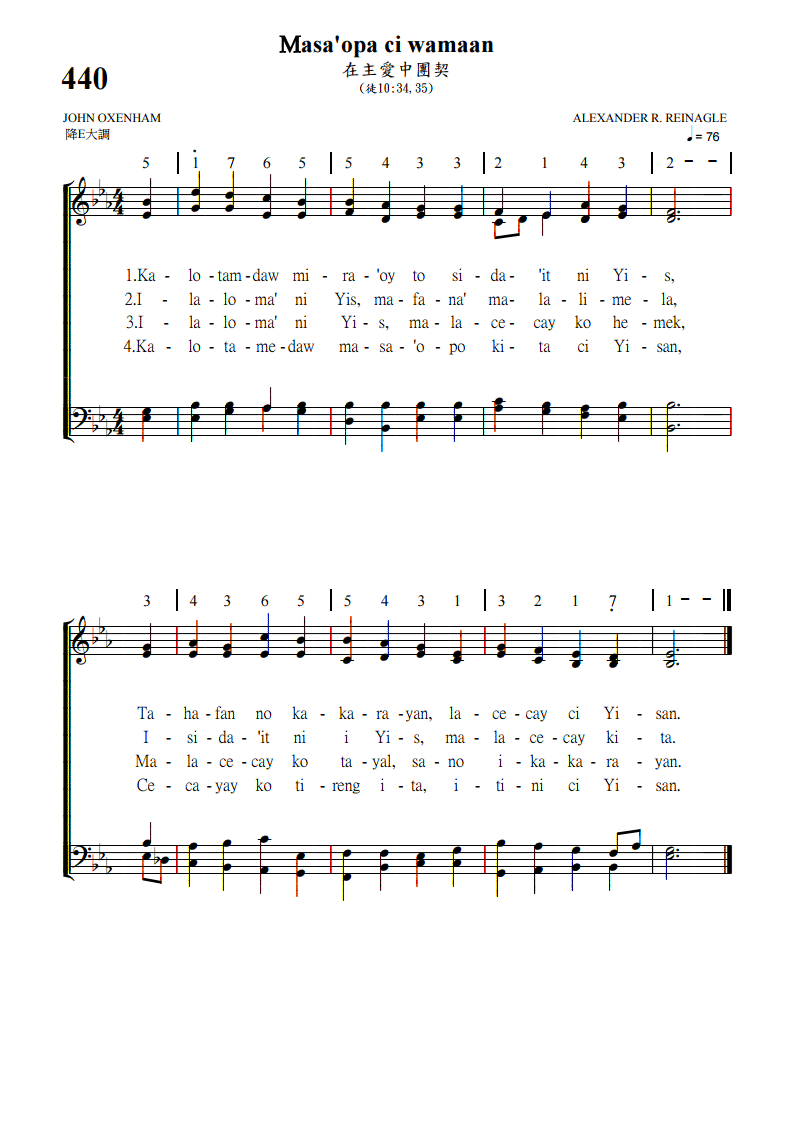 Masa'opa ci wamaan
440
在主愛中團契
(徒10:34,35)
JOHN OXENHAM
ALEXANDER R. REINAGLE
降E大調
♩ = 76
5 | 1̇ 7 6 5 | 5 4 3 3 | 2 1 4 3 | 2 - - |
1.Ka - lo -tam-daw mi - ra-'oy to si - da-'it ni Yi - s,
2.I - la - lo - ma' ni Yis, ma - fa - na' ma- la - li - me - la,
3.I - la - lo - ma' ni Yi - s, ma - la - ce - cay ko he - mek,
4.Ka - lo - ta - me-daw ma - sa - 'o - po ki - ta ci Yi - san,
3 | 4 3 6 5 | 5 4 3 1 | 3 2 1 7̣ | 1 - - ‖
Ta - ha - fan no ka - ka - ra - yan, la - ce - cay ci Yi - san.
I - si - da - 'it ni i Yi - s, ma - la - ce - cay ki - ta.
Ma - la - ce - cay ko ta - yal, sa - no i - ka - ka - ra - yan.
Ce - ca - yay ko ti - reng i - ta, i - ti - ni ci Yi - san.